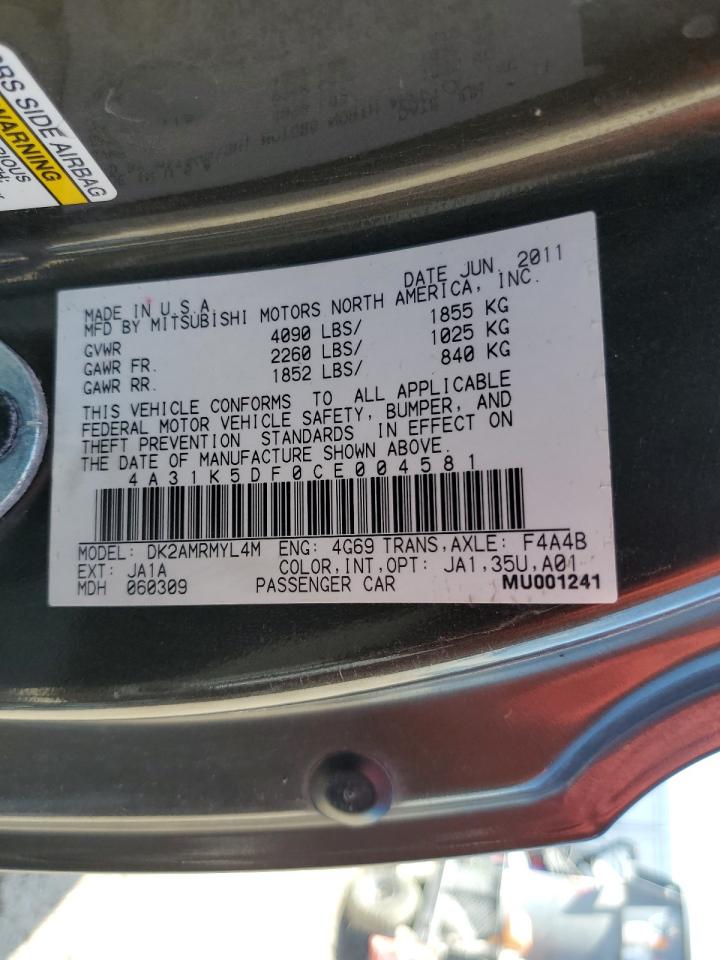 RS SIDE AIRBAG
WARNING
RIOUS
DATE JUN. 2011
MADE IN U.S.A.
MFD BY MITSUBISHI MOTORS NORTH AMERICA, INC.
GVWR 4090 LBS/ 1855 KG
GAWR FR. 2260 LBS/ 1025 KG
GAWR RR. 1852 LBS/ 840 KG
THIS VEHICLE CONFORMS TO ALL APPLICABLE
FEDERAL MOTOR VEHICLE SAFETY, BUMPER, AND
THEFT PREVENTION STANDARDS IN EFFECT ON
THE DATE OF MANUFACTURE SHOWN ABOVE.
4A31K5DF0CE004581
MODEL: DK2AMRMYL4M ENG: 4G69 TRANS,AXLE: F4A4B
EXT: JA1A COLOR,INT,OPT: JA1,35U,A01
MDH 060309 PASSENGER CAR MU001241